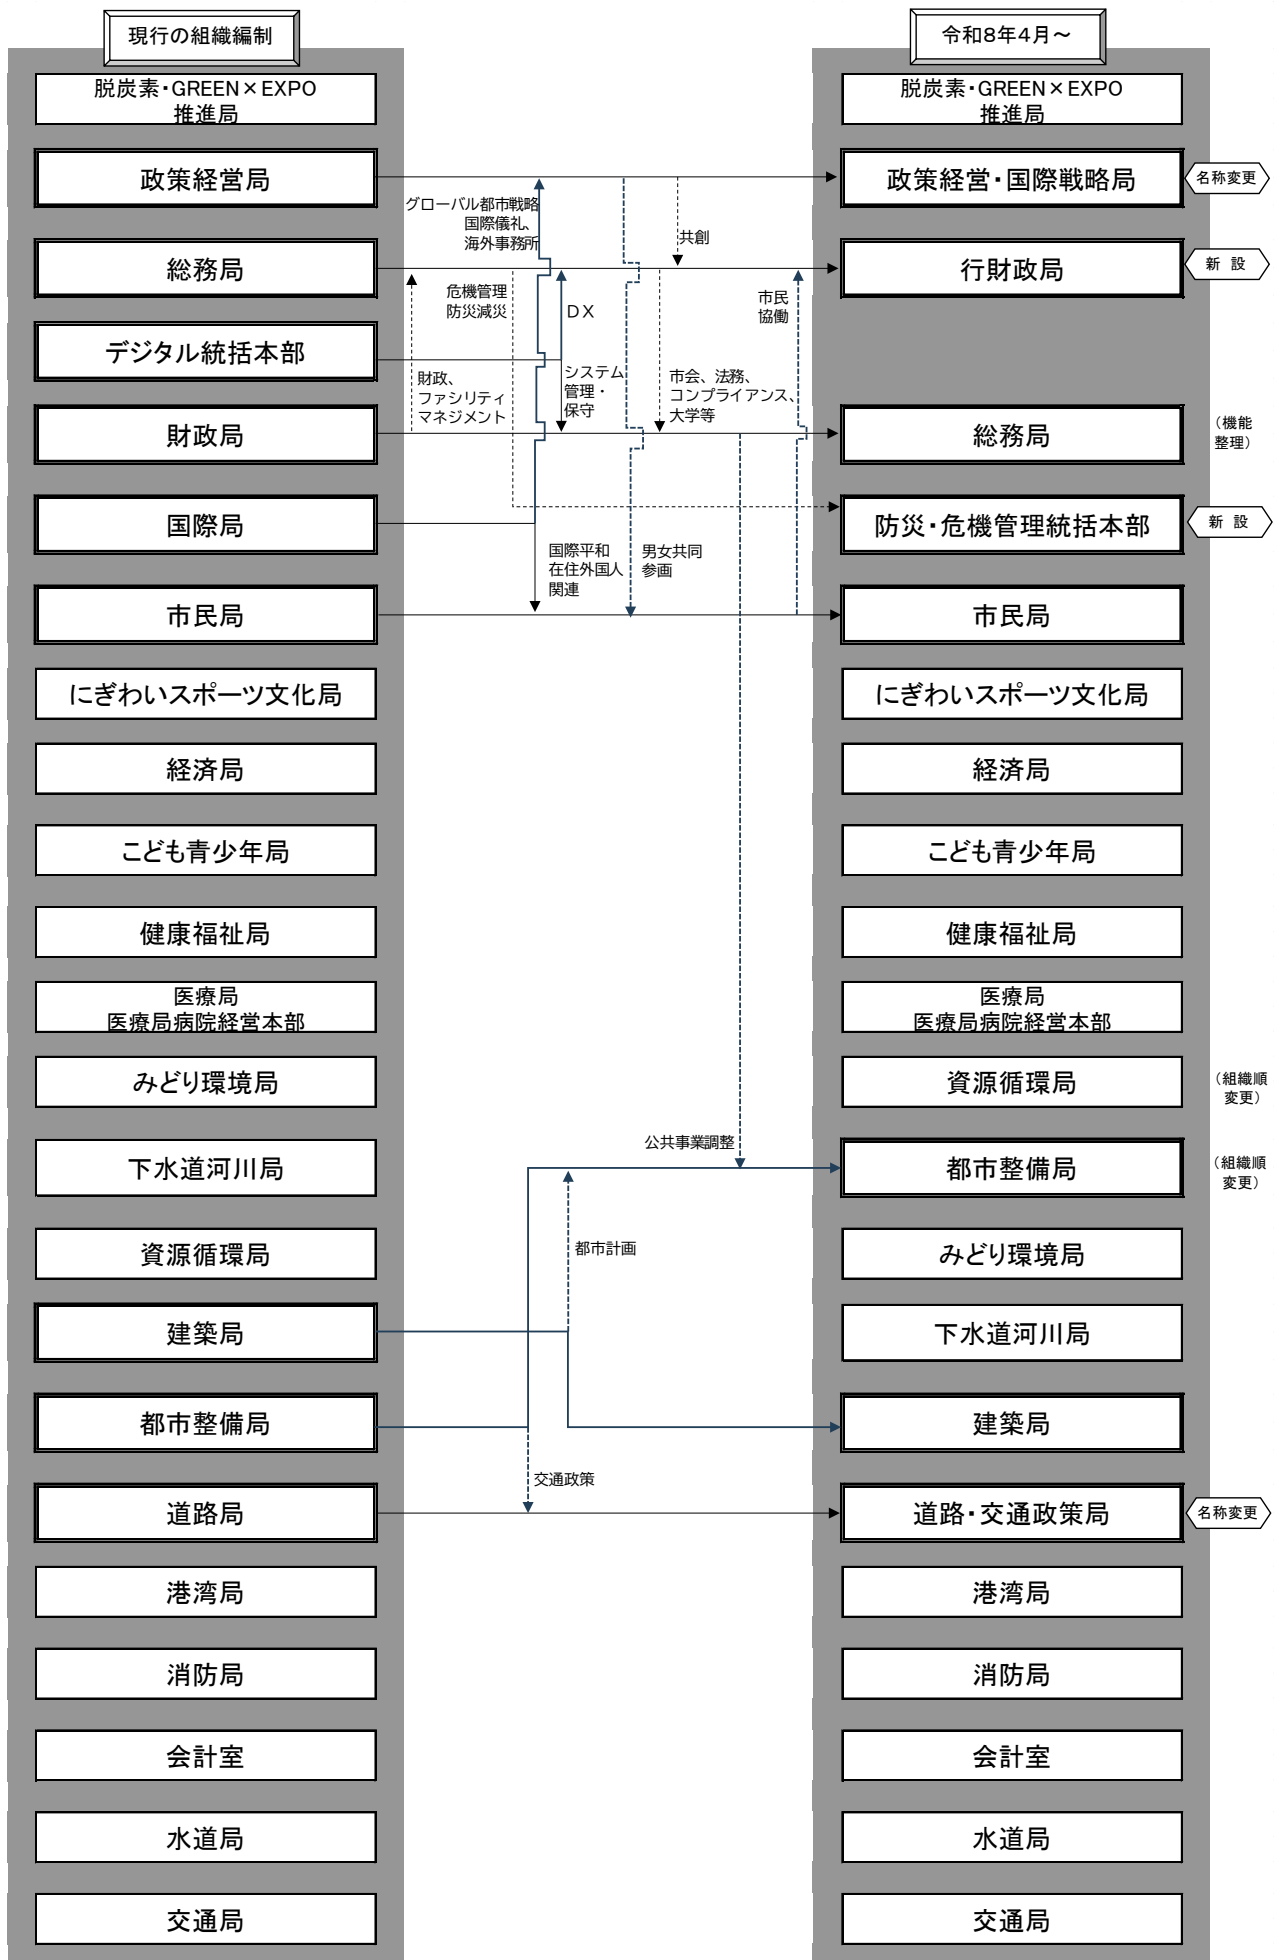 現行の組織編制
令和8年4月～
脱炭素・GREEN×EXPO
推進局
脱炭素・GREEN×EXPO
推進局
政策経営局
政策経営・国際戦略局
名称変更
グローバル都市戦略
国際儀礼、
海外事務所
共創
総務局
行財政局
新 設
危機管理
防災減災
DX
市民
協働
デジタル統括本部
財政、
ファシリティ
マネジメント
システム
管理・
保守
市会、法務、
コンプライアンス、
大学等
財政局
総務局
（機能
整理）
国際局
防災・危機管理統括本部
新 設
国際平和
在住外国人
関連
男女共同
参画
市民局
市民局
にぎわいスポーツ文化局
にぎわいスポーツ文化局
経済局
経済局
こども青少年局
こども青少年局
健康福祉局
健康福祉局
医療局
医療局病院経営本部
医療局
医療局病院経営本部
みどり環境局
資源循環局
（組織順
変更）
公共事業調整
下水道河川局
都市整備局
（組織順
変更）
都市計画
資源循環局
みどり環境局
建築局
下水道河川局
都市整備局
建築局
交通政策
道路局
道路・交通政策局
名称変更
港湾局
港湾局
消防局
消防局
会計室
会計室
水道局
水道局
交通局
交通局